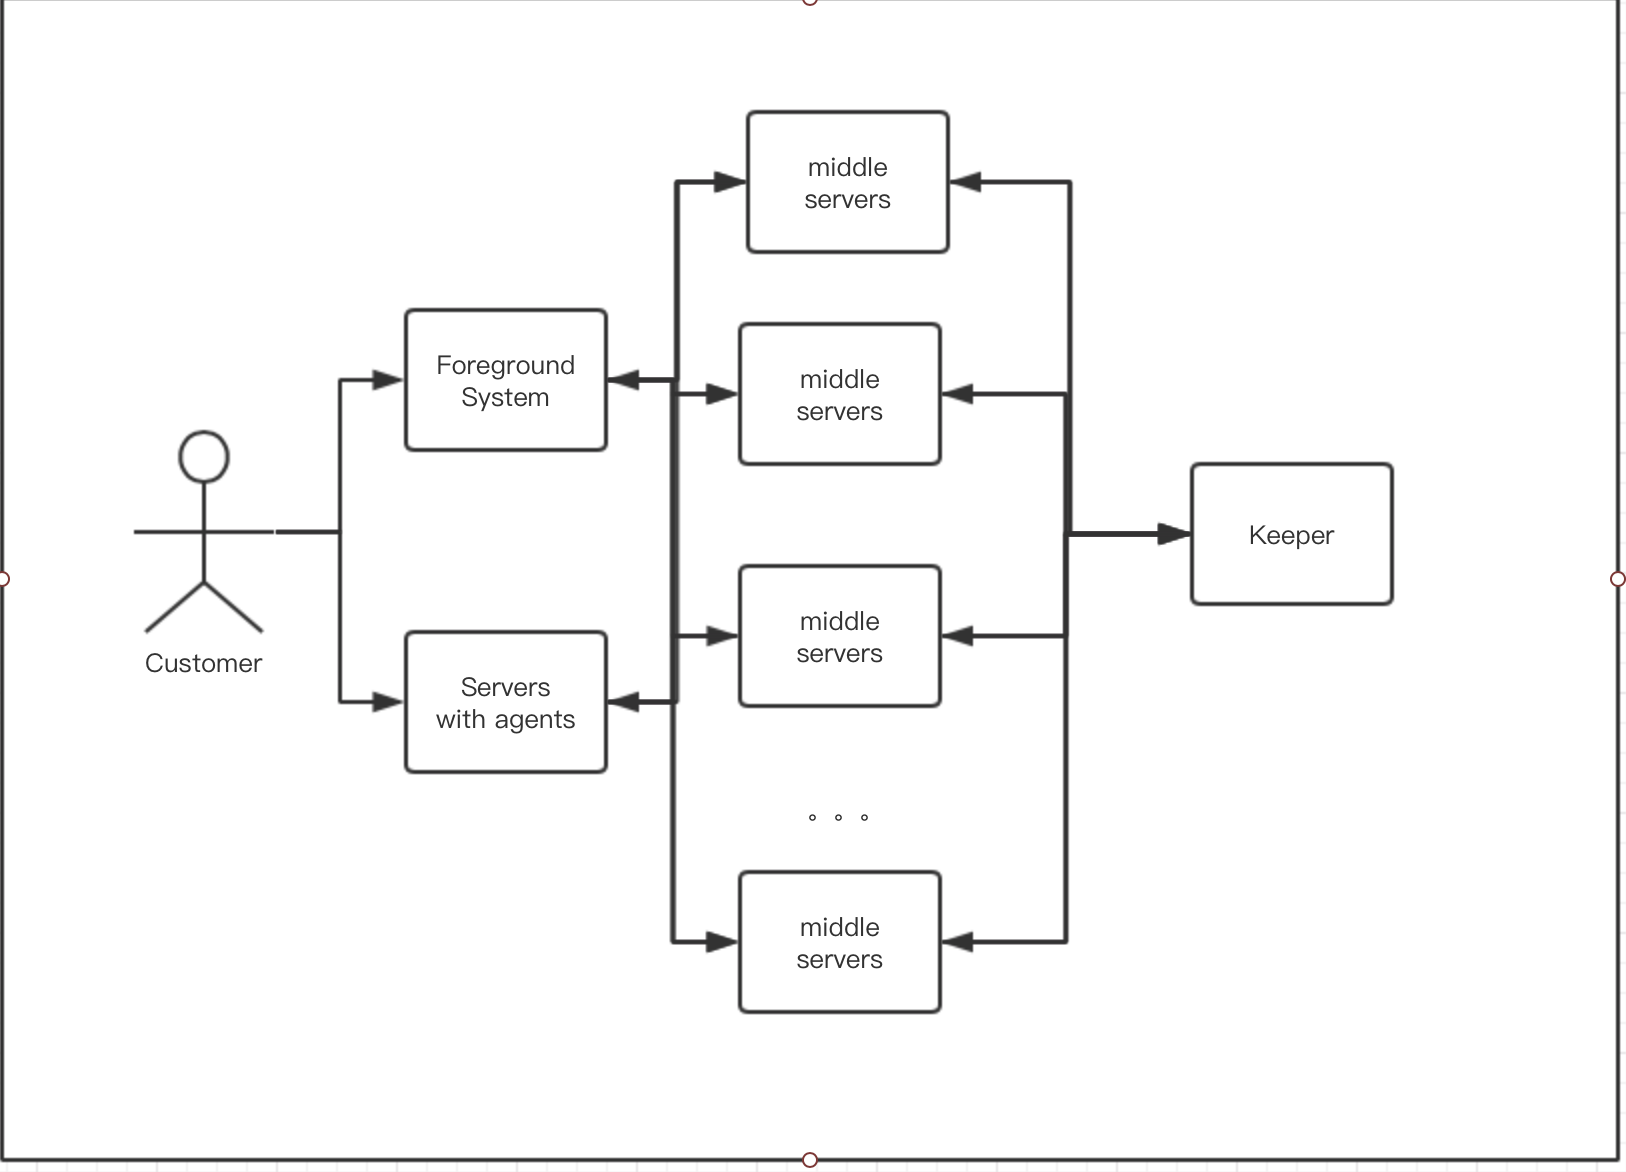 middle
servers
Foreground
System
middle
servers
Keeper
middle
servers
Customer
Servers
with agents
。。。
middle
servers